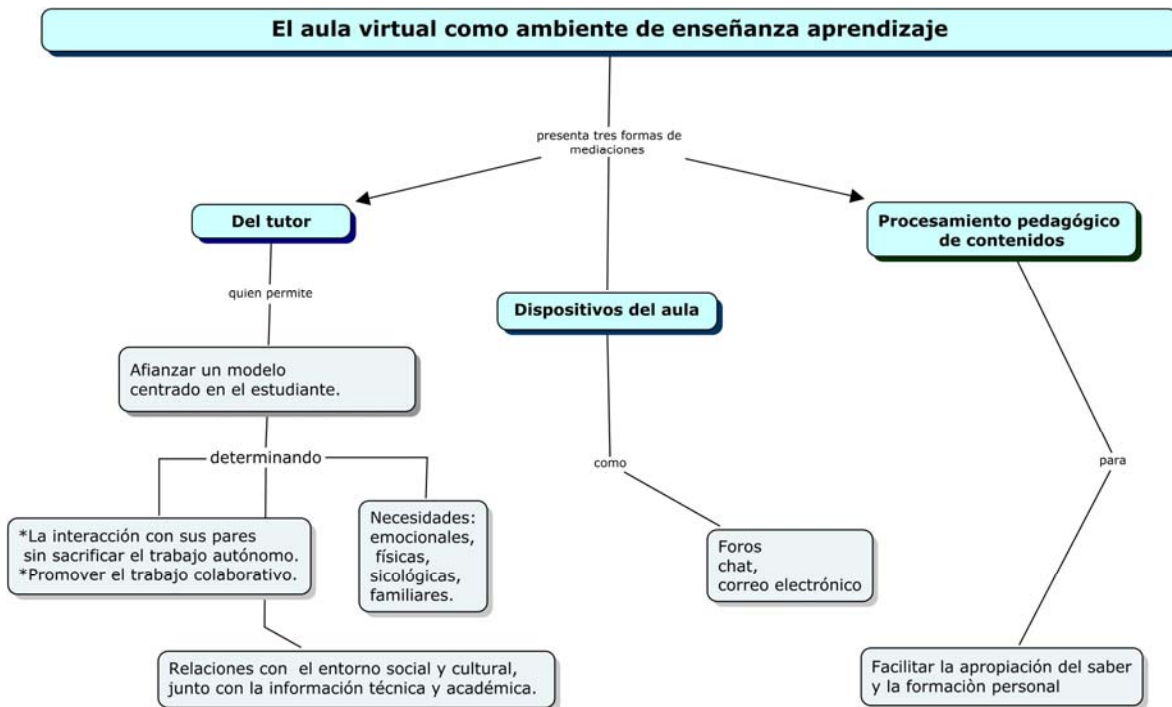 El aula virtual como ambiente de enseñanza aprendizaje
presenta tres formas de
mediaciones
Del tutor
Procesamiento pedagógico
de contenidos
quien permite
Dispositivos del aula
Afianzar un modelo
centrado en el estudiante.
determinando
como
para
*La interacción con sus pares
sin sacrificar el trabajo autónomo.
*Promover el trabajo colaborativo.
Necesidades:
emocionales,
físicas,
sicológicas,
familiares.
Foros
chat,
correo electrónico
Relaciones con el entorno social y cultural,
junto con la información técnica y académica.
Facilitar la apropiación del saber
y la formaciòn personal